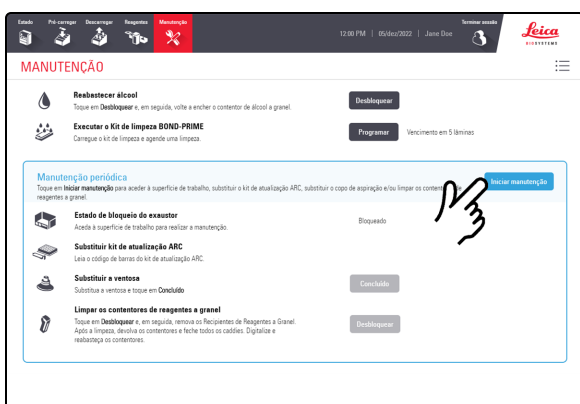 Estado Pré-carregar Descarregar Reagentes Manutenção
12:00 PM | 05/dez/2022 | Jane Doe
Terminar sessão
Leica
BIOSYSTEMS
MANUTENÇÃO
Reabastecer álcool
Toque em Desbloquear e, em seguida, volte a encher o contentor de álcool a granel.
Desbloquear
Executar o Kit de limpeza BOND-PRIME
Carregue o kit de limpeza e agende uma limpeza.
Programar
Vencimento em 5 lâminas
Manutenção periódica
Toque em Iniciar manutenção para aceder à superfície de trabalho, substituir o kit de atualização ARC, substituir o copo de aspiração e/ou limpar os de
reagentes a granel.
Iniciar manutenção
Estado de bloqueio do exaustor
Aceda à superfície de trabalho para realizar a manutenção.
Bloqueado
Substituir kit de atualização ARC
Leia o código de barras do kit de atualização ARC.
Substituir a ventosa
Substitua a ventosa e toque em Concluído
Concluído
Limpar os contentores de reagentes a granel
Toque em Desbloquear e, em seguida, remova os Recipientes de Reagentes a Granel.
Após a limpeza, devolva os contentores e feche todos os caddies. Digitalize e
reabasteça os contentores.
Desbloquear